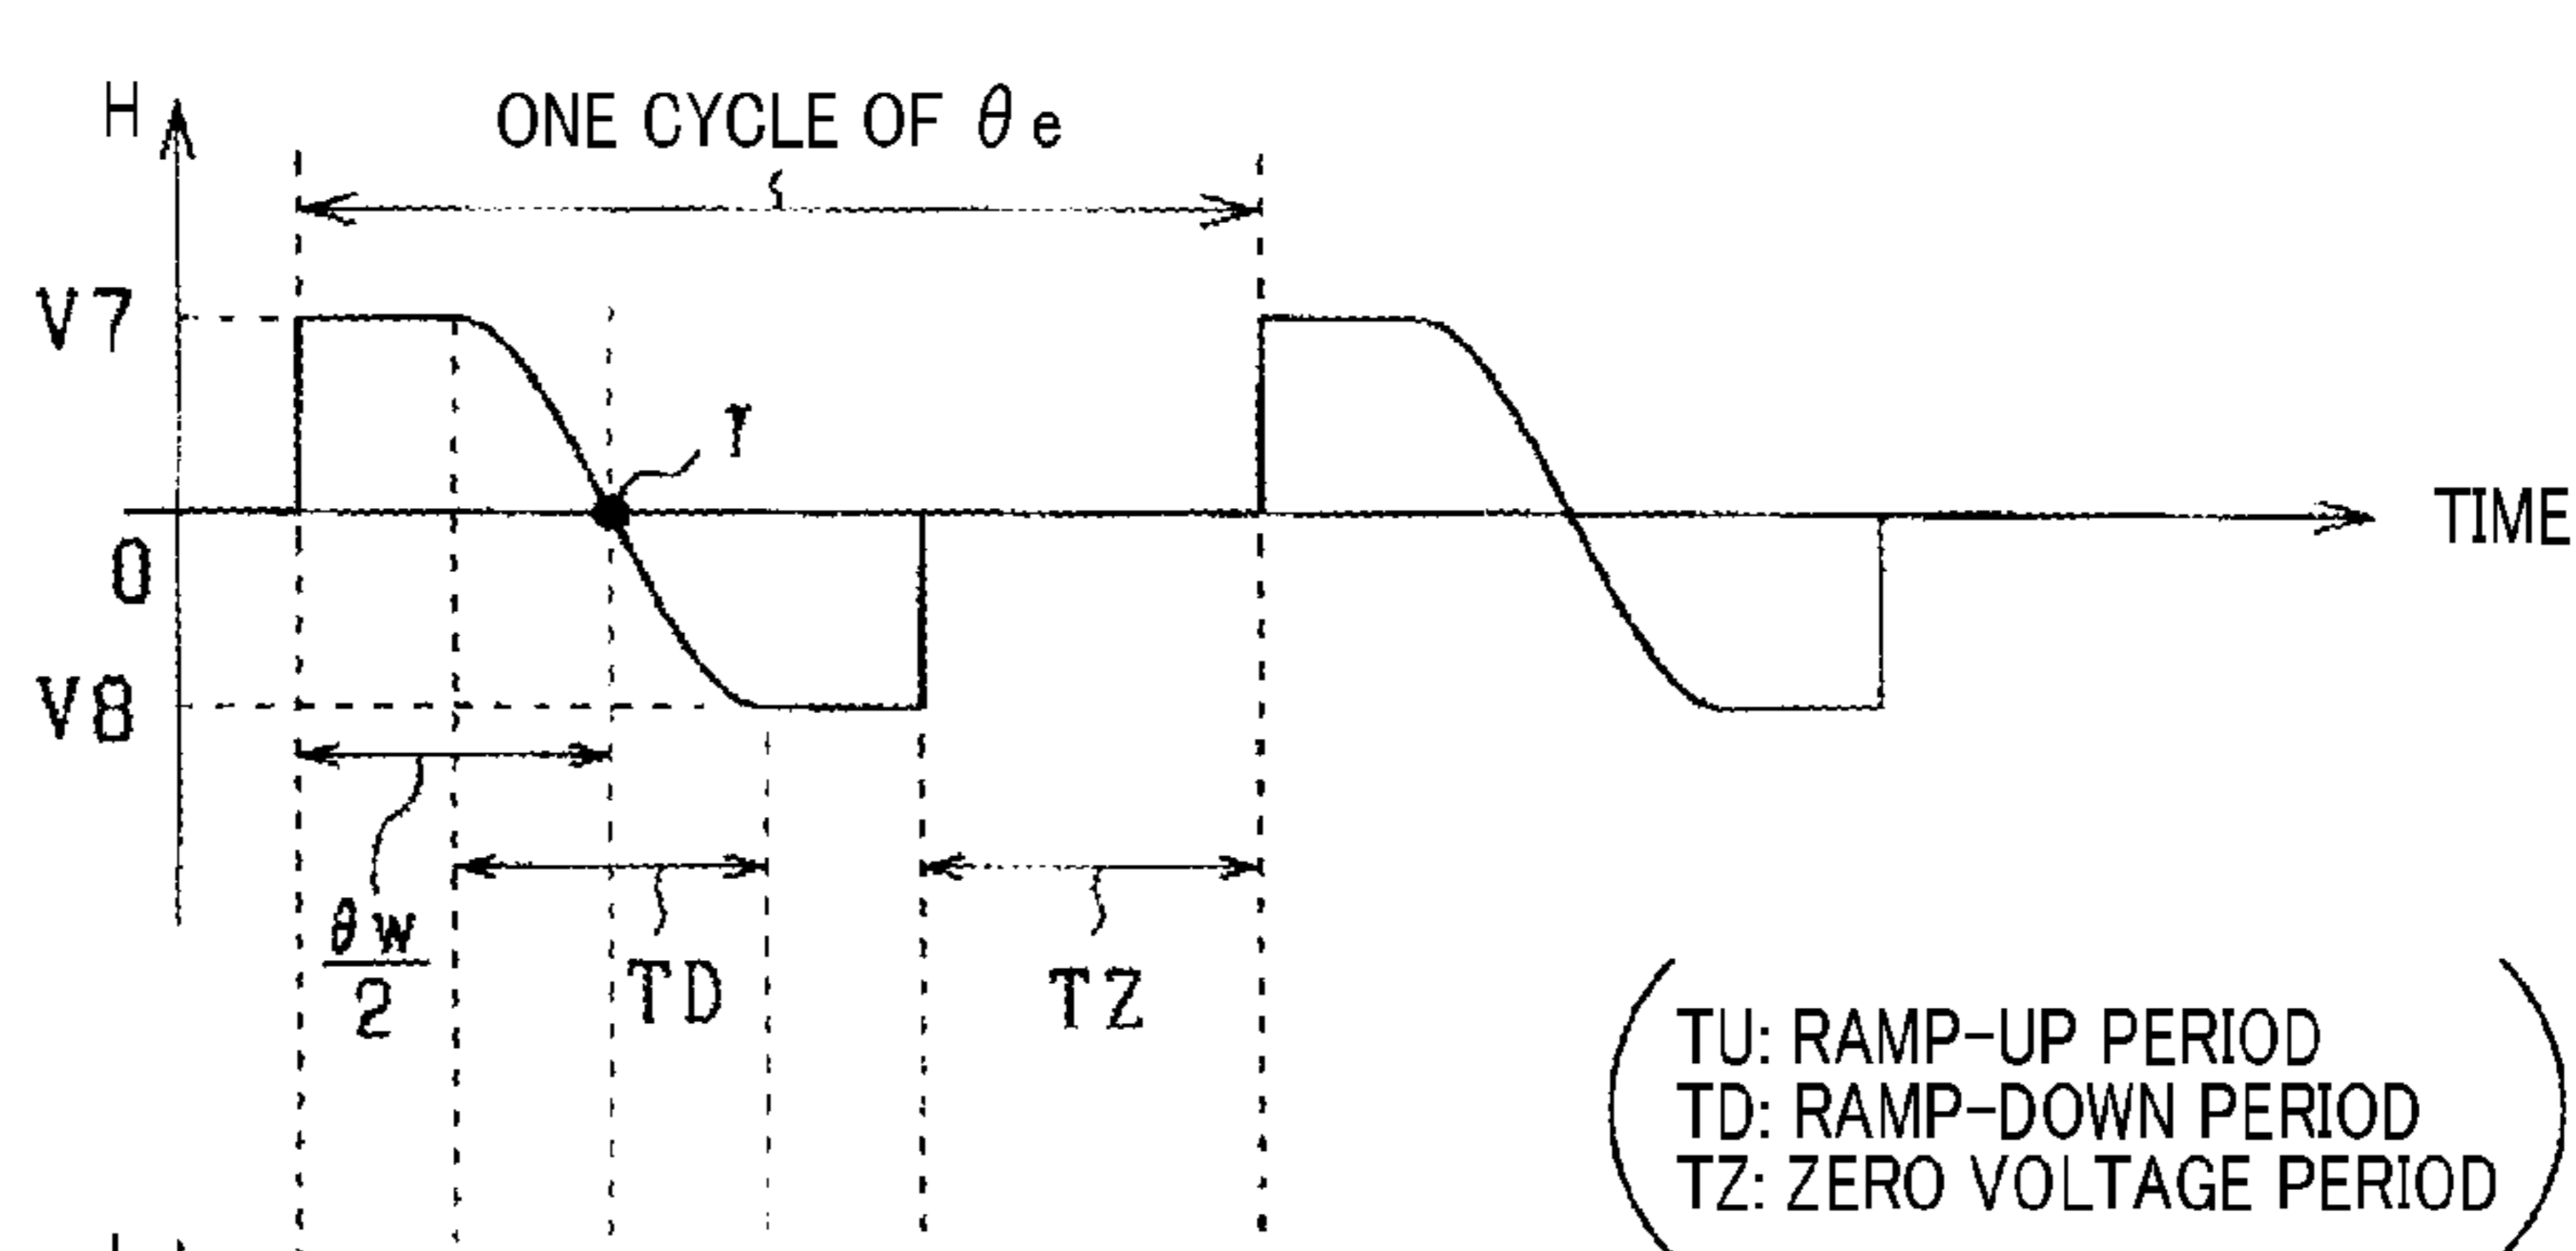 H
ONE CYCLE OF θe
V7
T
0
TIME
V8
θw
2
TD
TZ
TU: RAMP-UP PERIOD
TD: RAMP-DOWN PERIOD
TZ: ZERO VOLTAGE PERIOD